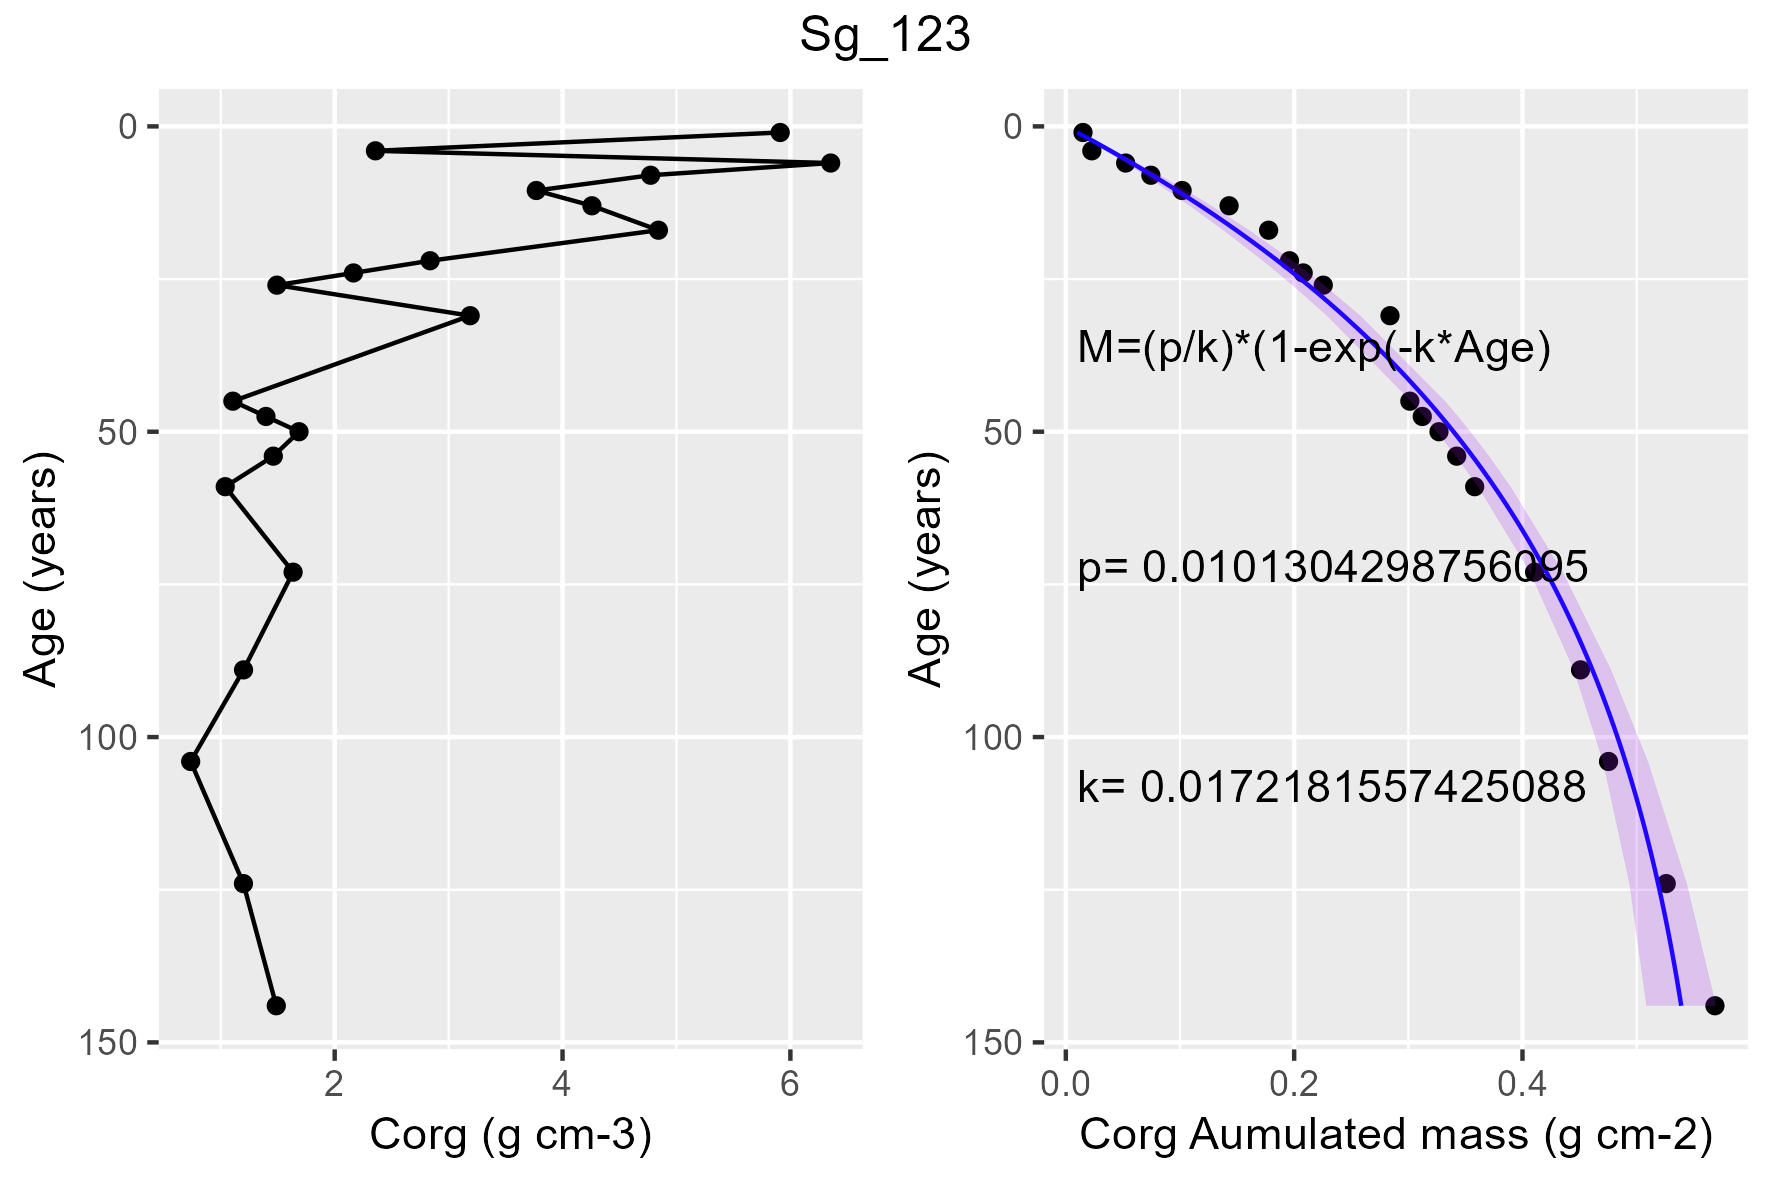 Sg_123
0
50
100
150
2
4
6
Age (years)
Corg (g cm-3)
0
50
100
150
0.0
0.2
0.4
Age (years)
Corg Aumulated mass (g cm-2)
M=(p/k)*(1-exp(-k*Age)
p= 0.0101304298756095
k= 0.0172181557425088